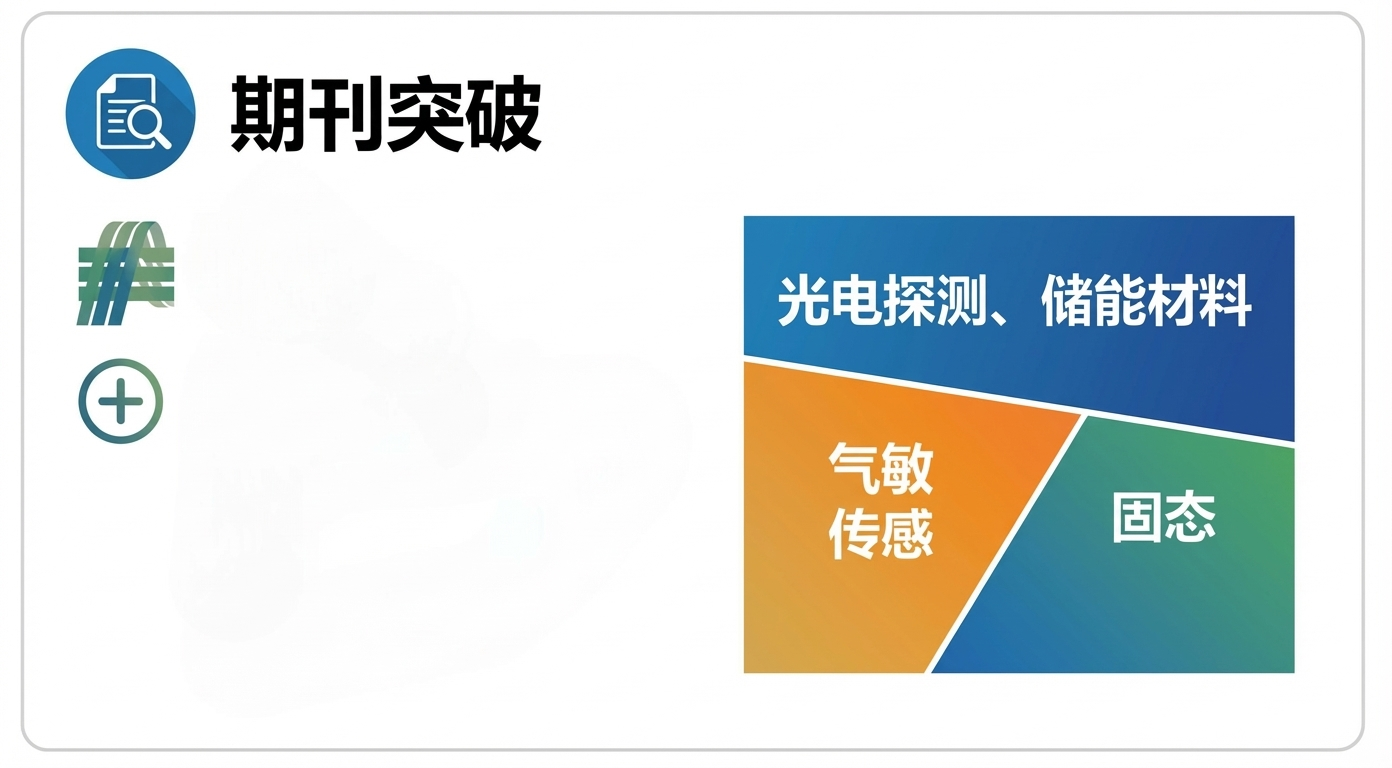 期刊突破
光电探测、储能材料
气敏
传感
固态